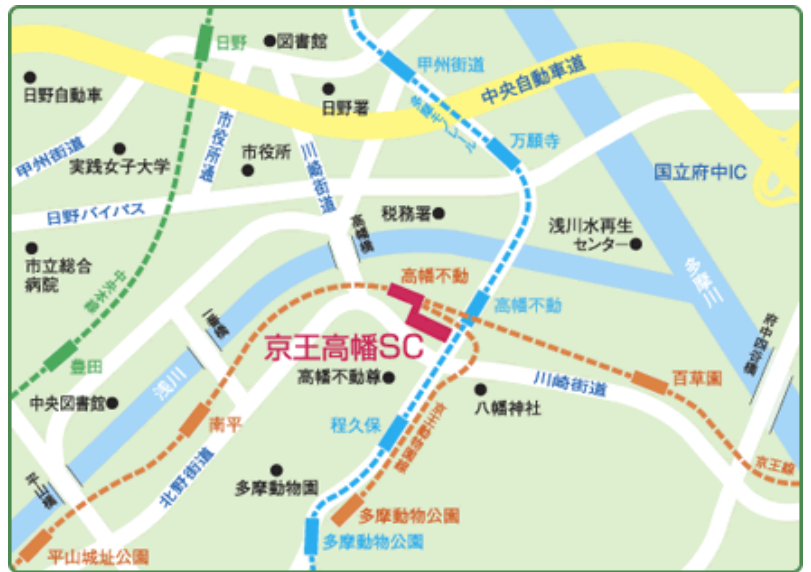 日野
図書館
甲州街道
中央自動車道
日野自動車
日野署
多摩モノレール
万願寺
市役所通
川崎街道
市役所
甲州街道
実践女子大学
国立府中IC
日野バイパス
税務署
高幡橋
浅川水再生
センター
市立総合
病院
中央本線
高幡不動
多摩川
高幡不動
一番橋
府中四谷橋
京王高幡SC
豊田
浅川
高幡不動尊
川崎街道
百草園
中央図書館
八幡神社
南平
程久保
京王動物園線
京王線
平山橋
北野街道
多摩動物園
多摩動物公園
多摩動物公園
平山城址公園